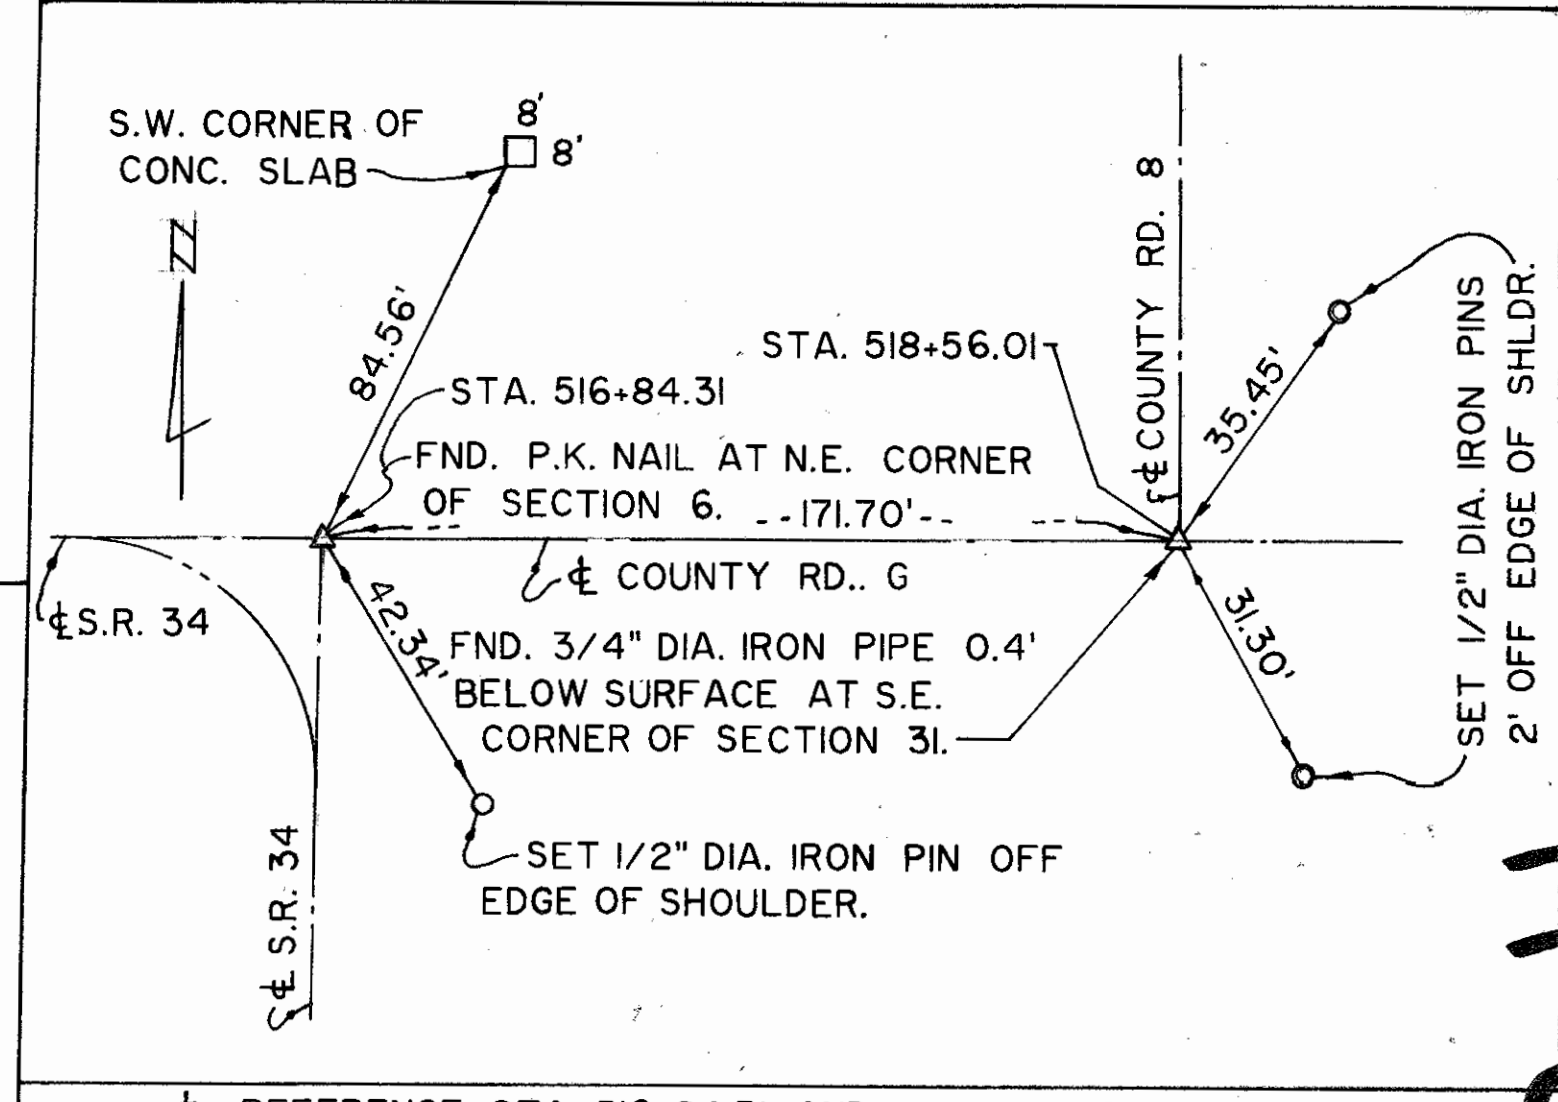 S.W. CORNER OF
CONC. SLAB
8'
8'
N
84.56'
STA. 516+84.31
FND. P.K. NAIL AT N.E. CORNER
OF SECTION 6.
--171.70'--
STA. 518+56.01
℄ COUNTY RD. 8
35.45'
31.30'
SET 1/2" DIA. IRON PINS
2' OFF EDGE OF SHLDR.
℄ S.R. 34
℄ COUNTY RD.. G
42.34'
FND. 3/4" DIA. IRON PIPE 0.4'
BELOW SURFACE AT S.E.
CORNER OF SECTION 31.
SET 1/2" DIA. IRON PIN OFF
EDGE OF SHOULDER.
℄ S.R. 34